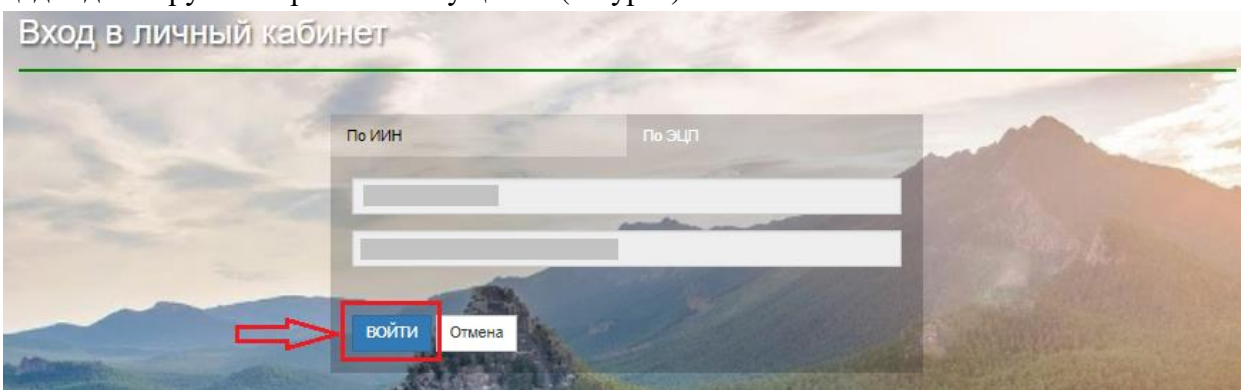 Вход в личный кабинет
По ИИН
По ЭЦП
ВОЙТИ
Отмена